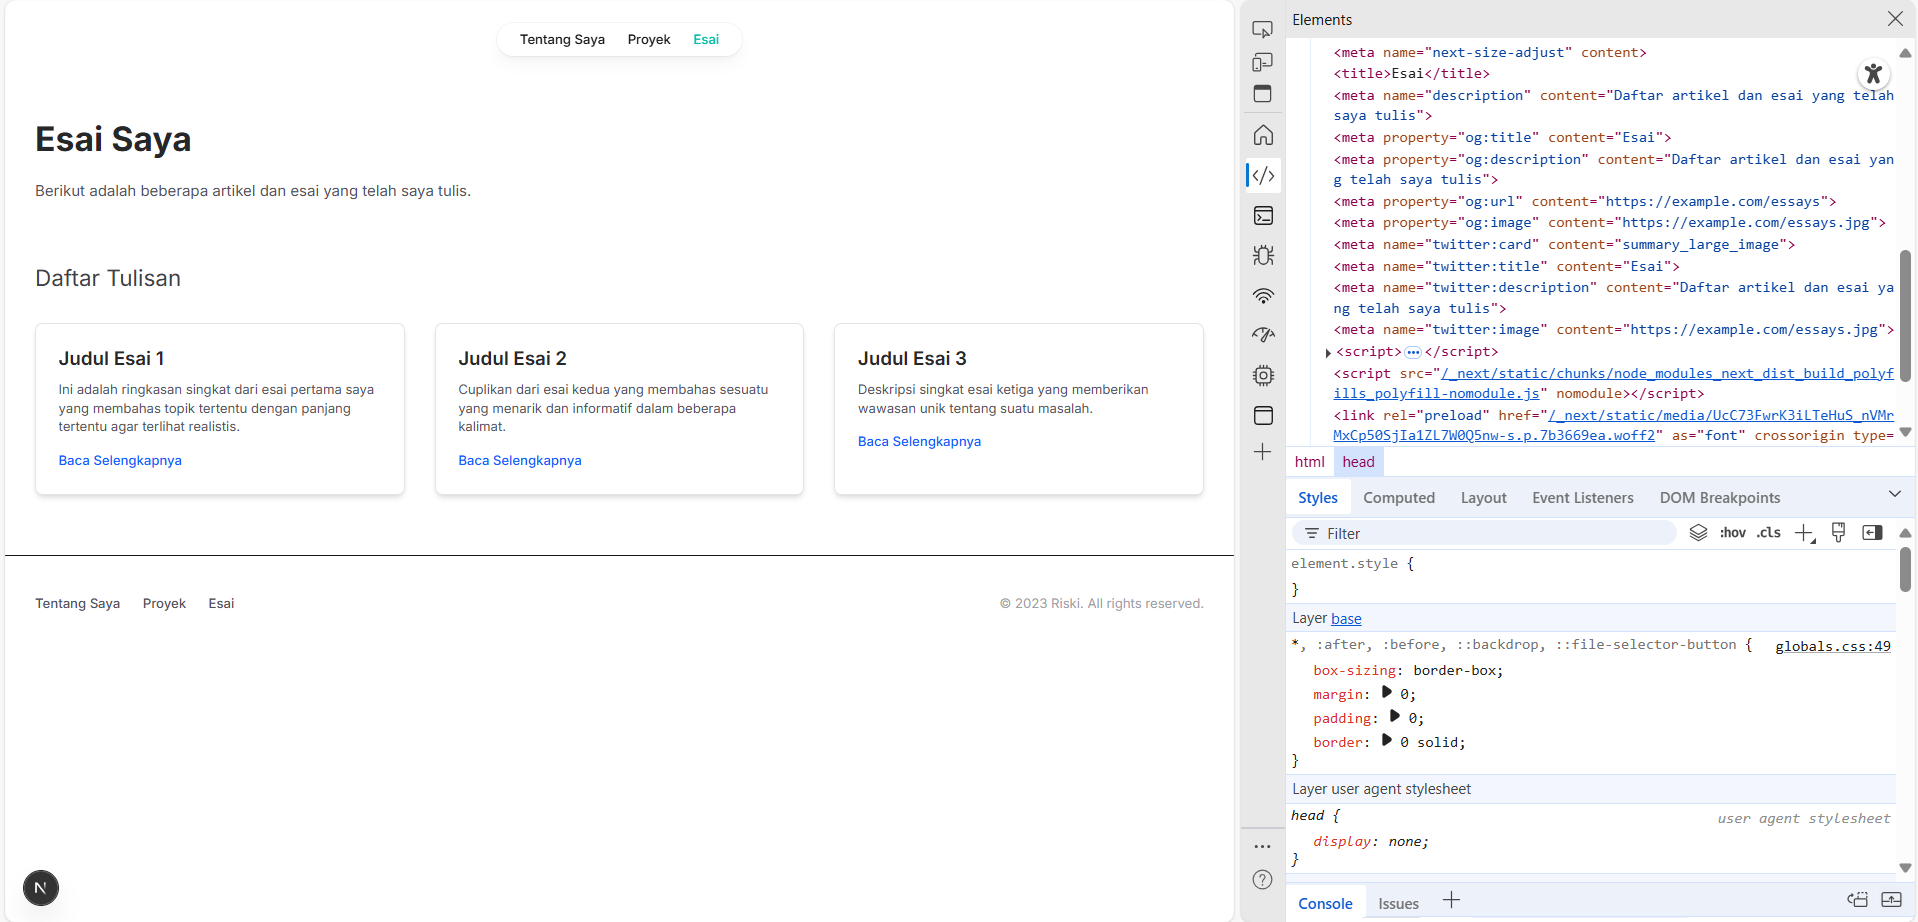 Tentang Saya Proyek Esai
Esai Saya
Berikut adalah beberapa artikel dan esai yang telah saya tulis.
Daftar Tulisan
Judul Esai 1
Ini adalah ringkasan singkat dari esai pertama saya
yang membahas topik tertentu dengan panjang
tertentu agar terlihat realistis.
Baca Selengkapnya
Judul Esai 2
Cuplikan dari esai kedua yang membahas sesuatu
yang menarik dan informatif dalam beberapa
kalimat.
Baca Selengkapnya
Judul Esai 3
Deskripsi singkat esai ketiga yang memberikan
wawasan unik tentang suatu masalah.
Baca Selengkapnya
Tentang Saya Proyek Esai
© 2023 Riski. All rights reserved.
N
Elements
<meta name="next-size-adjust" content>
<title>Esai</title>
<meta name="description" content="Daftar artikel dan esai yang telah
saya tulis">
<meta property="og:title" content="Esai">
<meta property="og:description" content="Daftar artikel dan esai yan
g telah saya tulis">
<meta property="og:url" content="https://example.com/essays">
<meta property="og:image" content="https://example.com/essays.jpg">
<meta name="twitter:card" content="summary_large_image">
<meta name="twitter:title" content="Esai">
<meta name="twitter:description" content="Daftar artikel dan esai ya
ng telah saya tulis">
<meta name="twitter:image" content="https://example.com/essays.jpg">
<script>…</script>
<script src="/_next/static/chunks/node_modules_next_dist_build_polyf
ills_polyfill-nomodule.js" nomodule></script>
<link rel="preload" href="/_next/static/media/UcC73FwrK3iLTeHuS_nVMr
MxCp50SjIa1ZL7W0Q5nw-s.p.7b3669ea.woff2" as="font" crossorigin type=
html head
Styles Computed Layout Event Listeners DOM Breakpoints
Filter :hov .cls
element.style {
}
Layer base
*, :after, :before, ::backdrop, ::file-selector-button { globals.css:49
box-sizing: border-box;
margin: 0;
padding: 0;
border: 0 solid;
}
Layer user agent stylesheet
head { user agent stylesheet
display: none;
}
Console Issues